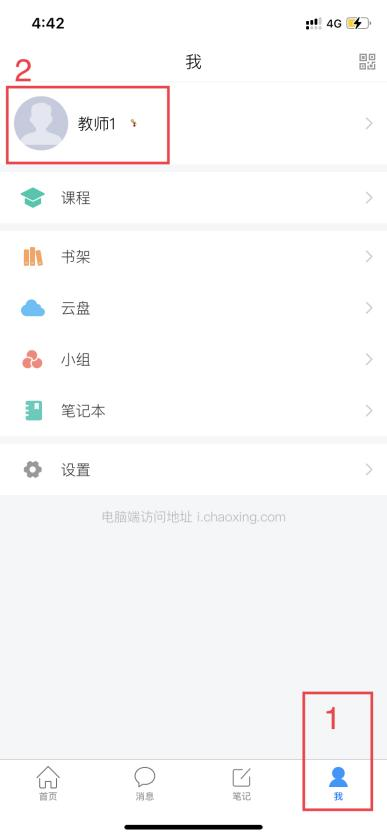 4:42
4G
2
我
教师1
课程
书架
云盘
小组
笔记本
设置
电脑端访问地址 i.chaoxing.com
1
首页
消息
笔记
我